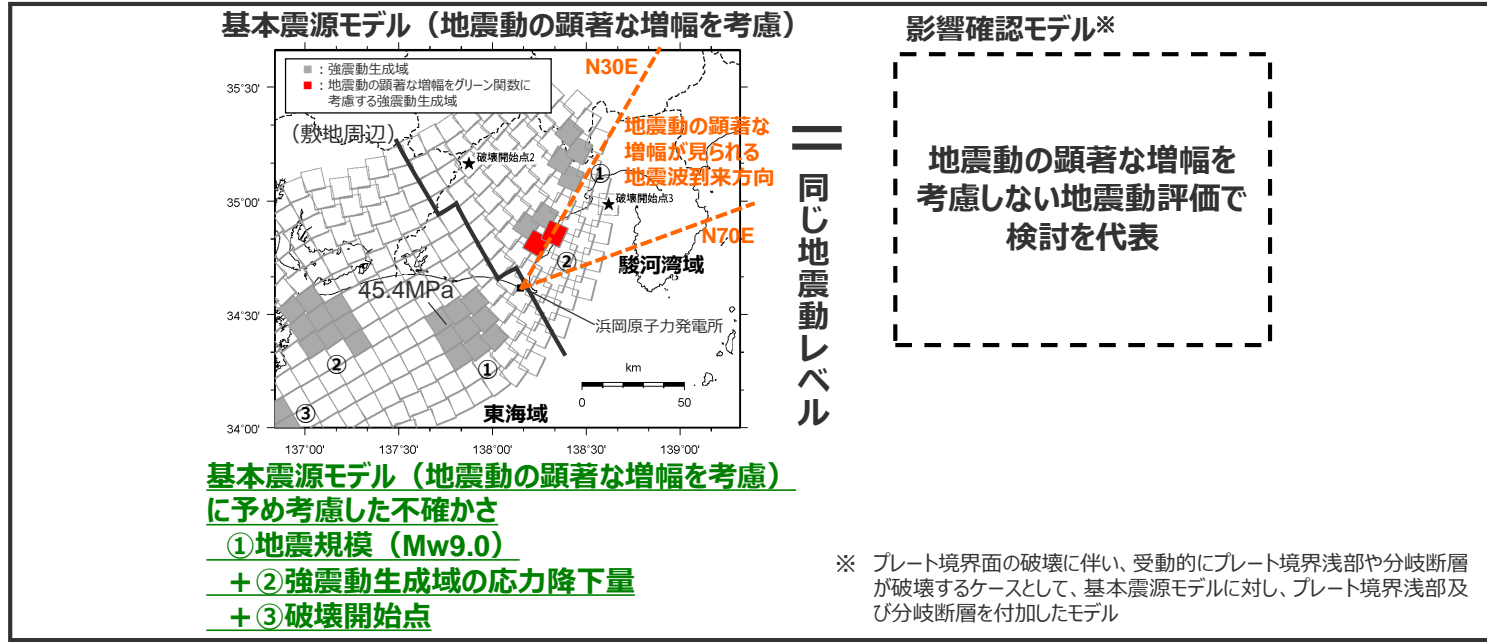 基本震源モデル（地震動の顕著な増幅を考慮）
■：強震動生成域
■：地震動の顕著な増幅をグリーン関数に
考慮する強震動生成域
（敷地周辺）
N30E
地震動の顕著な
増幅が見られる
地震波到来方向
N70E
★破壊開始点2
★破壊開始点3
①
②
駿河湾域
45.4MPa
浜岡原子力発電所
②
①
③
東海域
km
0 50
35°30'
35°00'
34°30'
34°00'
137°00' 137°30' 138°00' 138°30' 139°00'
＝同じ地震動レベル
影響確認モデル※
地震動の顕著な増幅を
考慮しない地震動評価で
検討を代表
基本震源モデル（地震動の顕著な増幅を考慮）
に予め考慮した不確かさ
①地震規模（Mw9.0）
＋②強震動生成域の応力降下量
＋③破壊開始点
※ プレート境界面の破壊に伴い、受動的にプレート境界浅部や分岐断層
が破壊するケースとして、基本震源モデルに対し、プレート境界浅部及
び分岐断層を付加したモデル